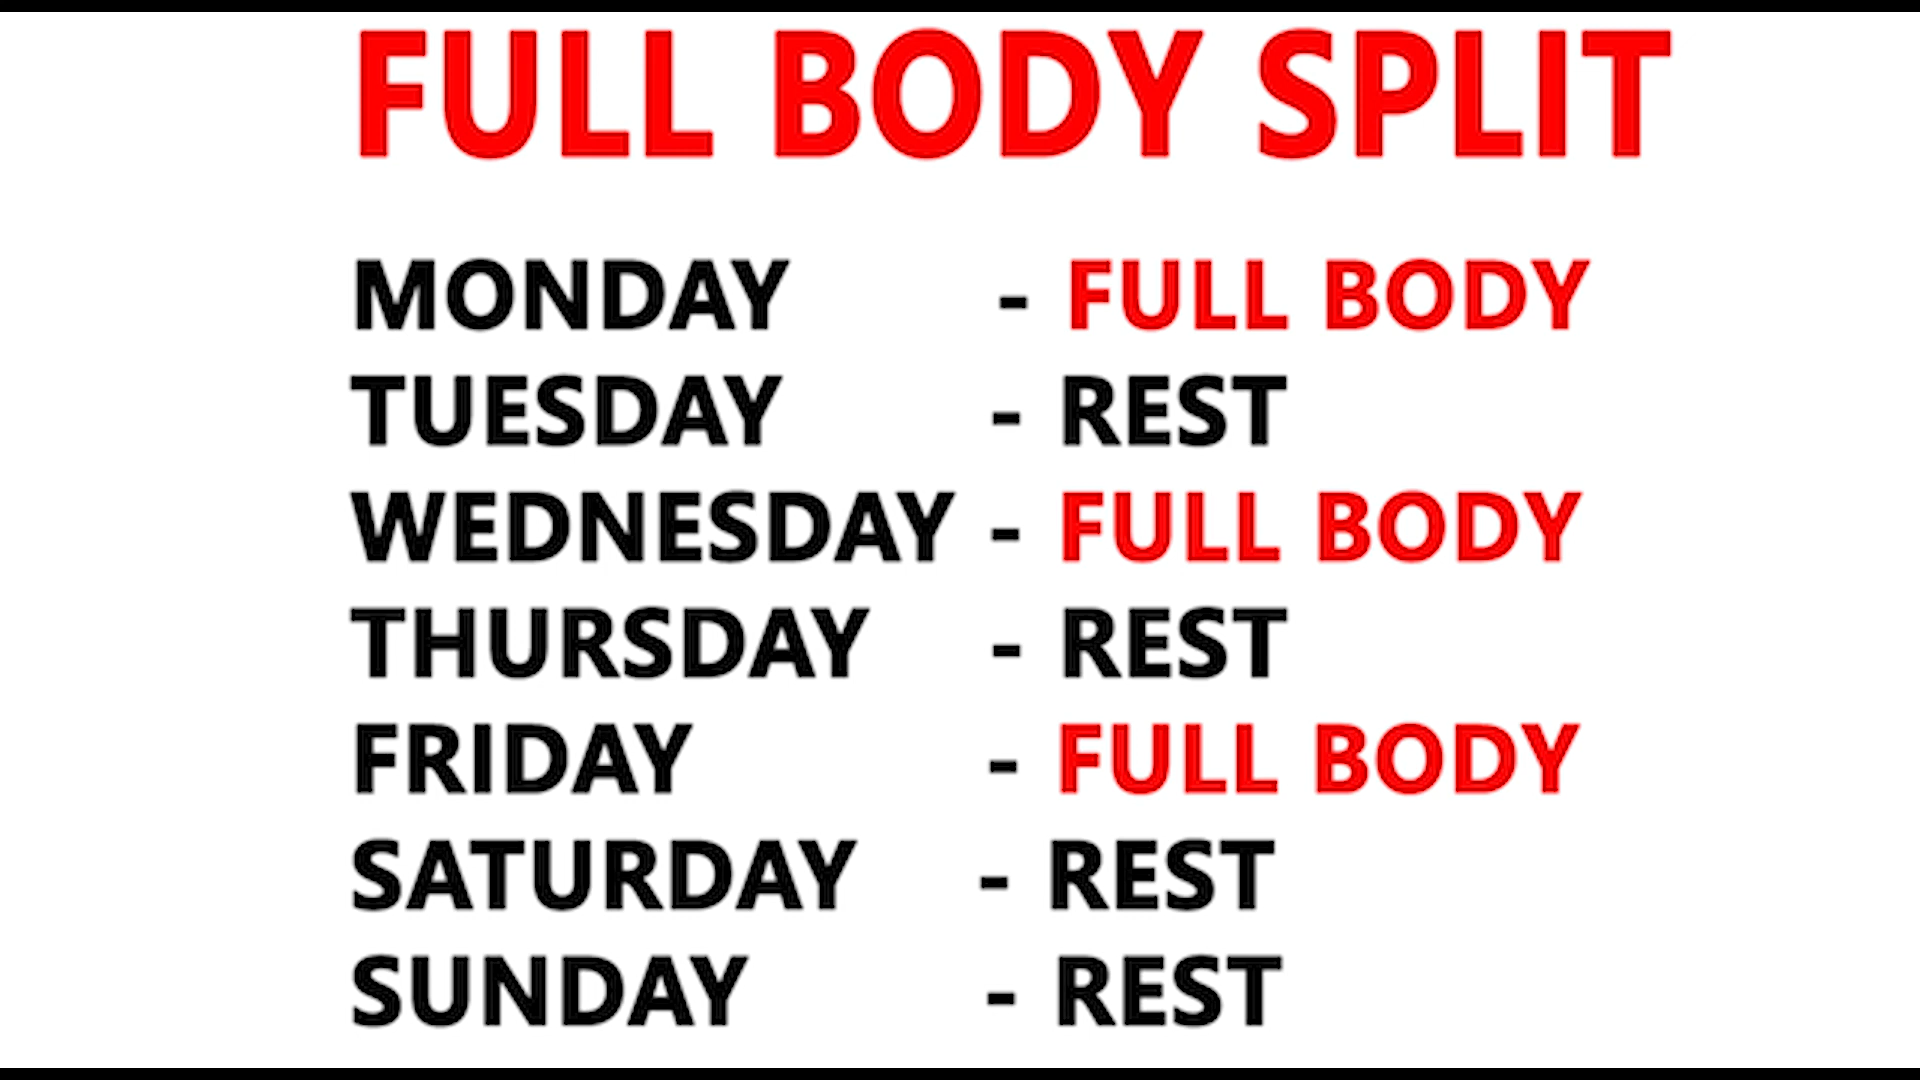 FULL BODY SPLIT
MONDAY - FULL BODY
TUESDAY - REST
WEDNESDAY - FULL BODY
THURSDAY - REST
FRIDAY - FULL BODY
SATURDAY - REST
SUNDAY - REST